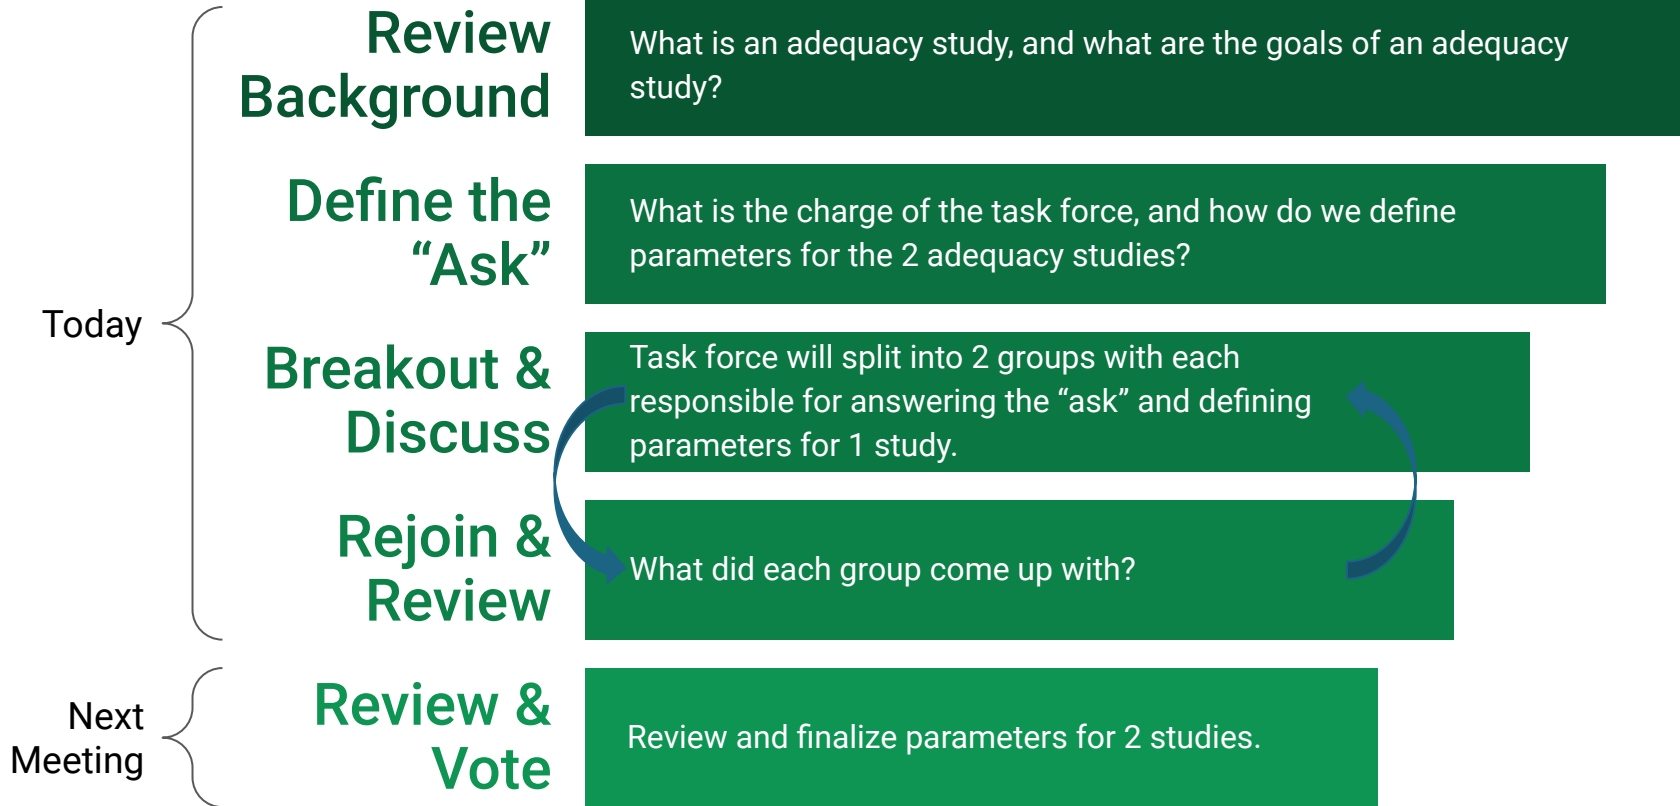 Review
Background
What is an adequacy study, and what are the goals of an adequacy
study?
Define the
“Ask”
What is the charge of the task force, and how do we define
parameters for the 2 adequacy studies?
Today
Breakout &
Discuss
Task force will split into 2 groups with each
responsible for answering the “ask” and defining
parameters for 1 study.
Rejoin &
Review
What did each group come up with?
Next
Meeting
Review &
Vote
Review and finalize parameters for 2 studies.